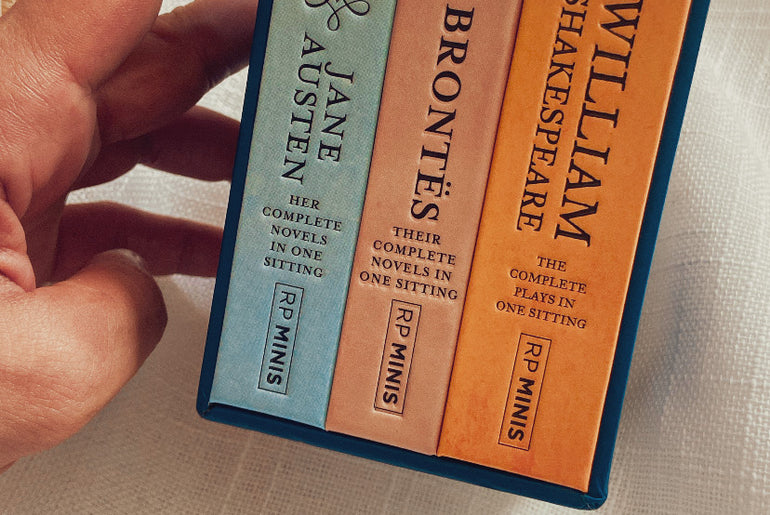 JANE
AUSTEN
HER
COMPLETE
NOVELS
IN ONE
SITTING
RP MINIS
BRONTËS
THEIR
COMPLETE
NOVELS IN
ONE SITTING
RP MINIS
WILLIAM
SHAKESPEARE
THE
COMPLETE
PLAYS IN
ONE SITTING
RP MINIS